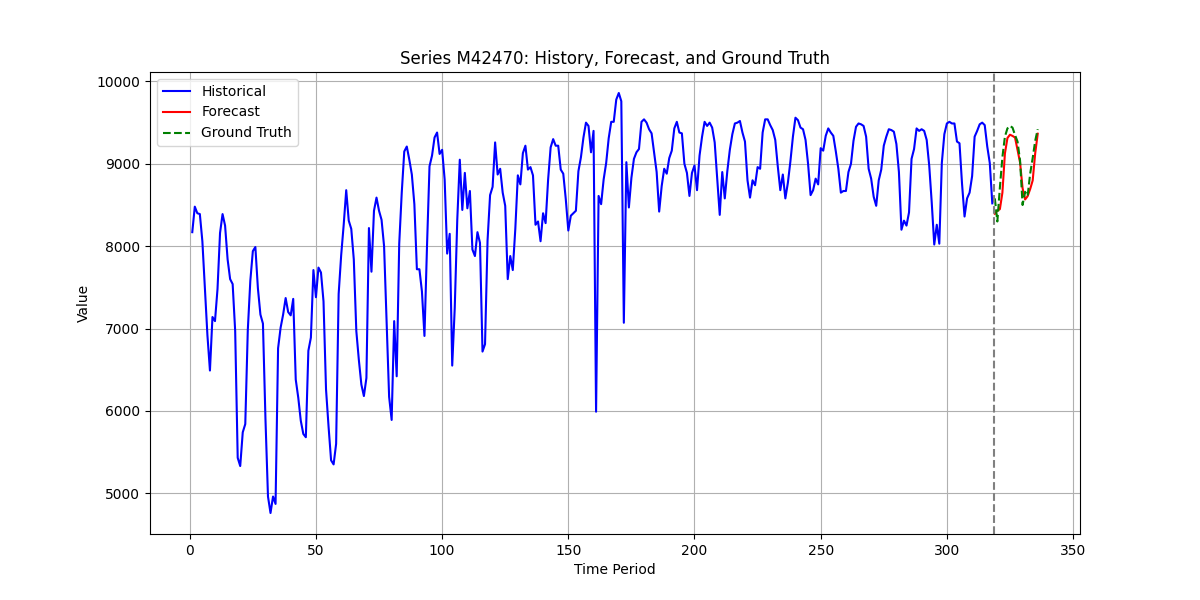 Series M42470: History, Forecast, and Ground Truth
Historical
Forecast
Ground Truth
Value
10000
9000
8000
7000
6000
5000
0 50 100 150 200 250 300 350
Time Period